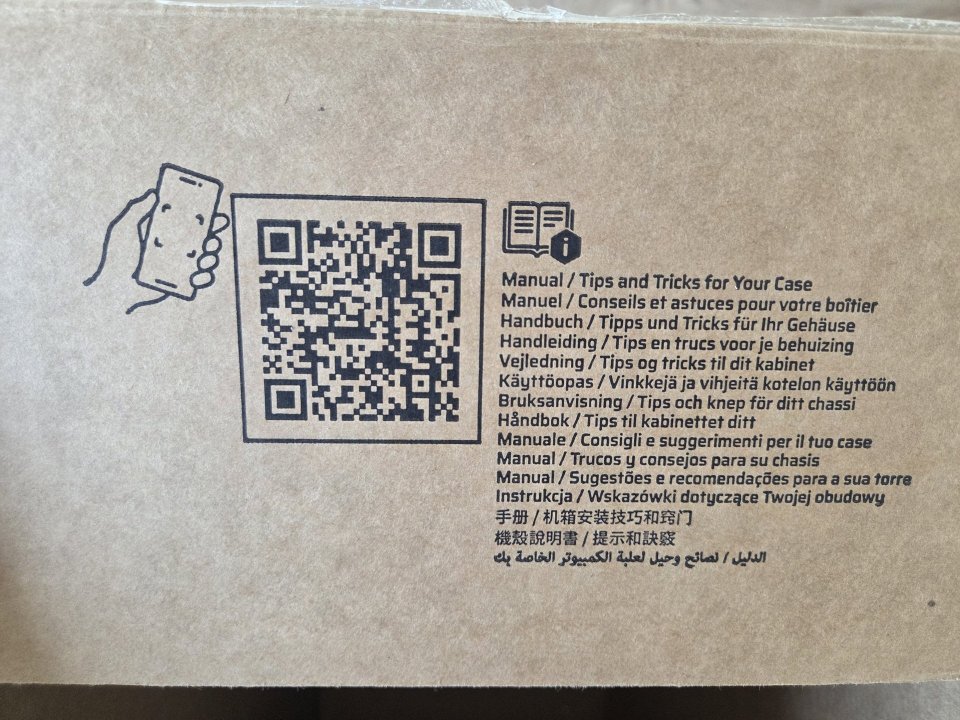 Manual / Tips and Tricks for Your Case
Manuel / Conseils et astuces pour votre boîtier
Handbuch / Tipps und Tricks für Ihr Gehäuse
Handleiding / Tips en trucs voor je behuizing
Vejledning / Tips og tricks til dit kabinet
Käyttöopas / Vinkkejä ja vihjeitä kotelon käyttöön
Bruksanvisning / Tips och knep för ditt chassi
Håndbok / Tips til kabinettet ditt
Manuale / Consigli e suggerimenti per il tuo case
Manual / Trucos y consejos para su chasis
Manual / Sugestões e recomendações para a sua torre
Instrukcja / Wskazówki dotyczące Twojej obudowy
手册 / 机箱安装技巧和窍门
機殼說明書 / 提示和訣竅
الدليل / نصائح وحيل لعلبة الكمبيوتر الخاصة بك